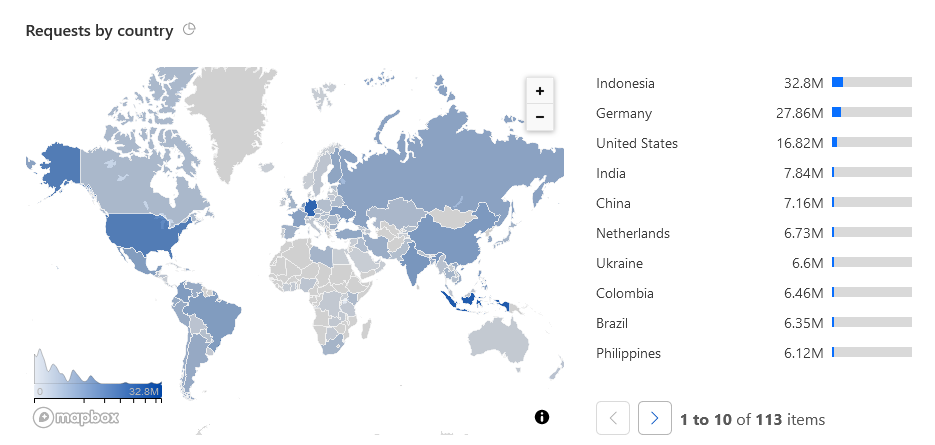 Requests by country
+
−
Indonesia 32.8M
Germany 27.86M
United States 16.82M
India 7.84M
China 7.16M
Netherlands 6.73M
Ukraine 6.6M
Colombia 6.46M
Brazil 6.35M
Philippines 6.12M
0 32.8M
mapbox
i
1 to 10 of 113 items